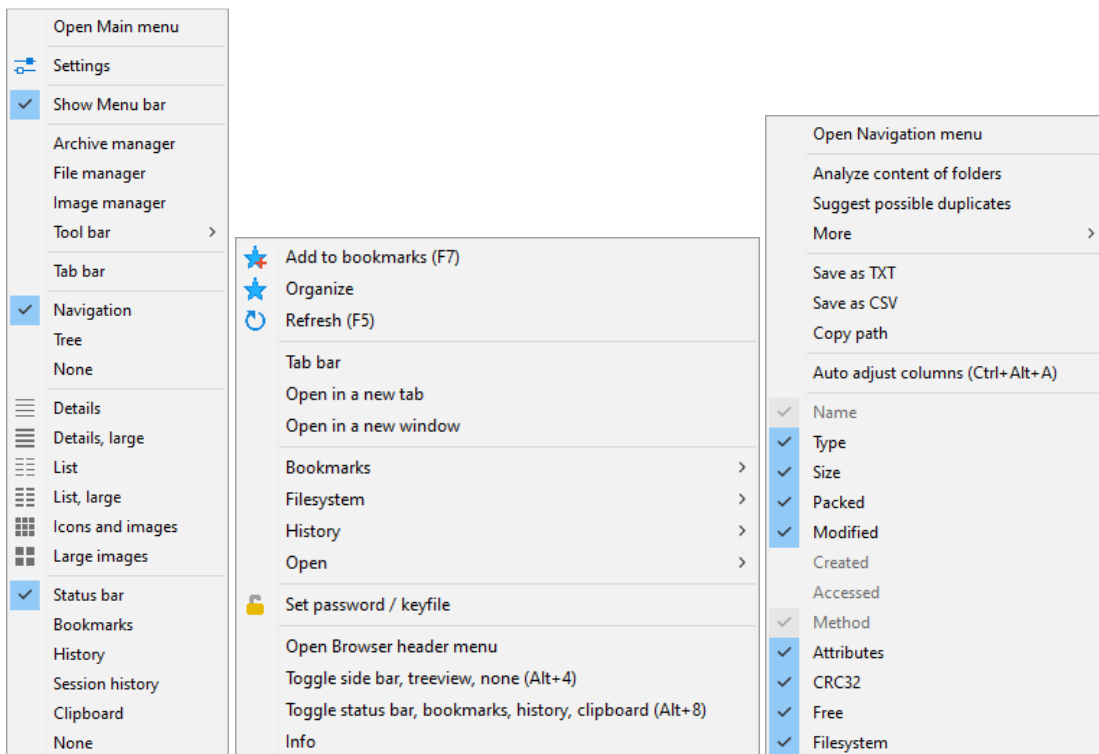 Open Main menu
Settings
Show Menu bar
Archive manager
File manager
Image manager
Tool bar
Tab bar
Navigation
Tree
None
Details
Details, large
List
List, large
Icons and images
Large images
Status bar
Bookmarks
History
Session history
Clipboard
None
Add to bookmarks (F7)
Organize
Refresh (F5)
Tab bar
Open in a new tab
Open in a new window
Bookmarks
Filesystem
History
Open
Set password / keyfile
Open Browser header menu
Toggle side bar, treeview, none (Alt+4)
Toggle status bar, bookmarks, history, clipboard (Alt+8)
Info
Open Navigation menu
Analyze content of folders
Suggest possible duplicates
More
Save as TXT
Save as CSV
Copy path
Auto adjust columns (Ctrl+Alt+A)
Name
Type
Size
Packed
Modified
Created
Accessed
Method
Attributes
CRC32
Free
Filesystem